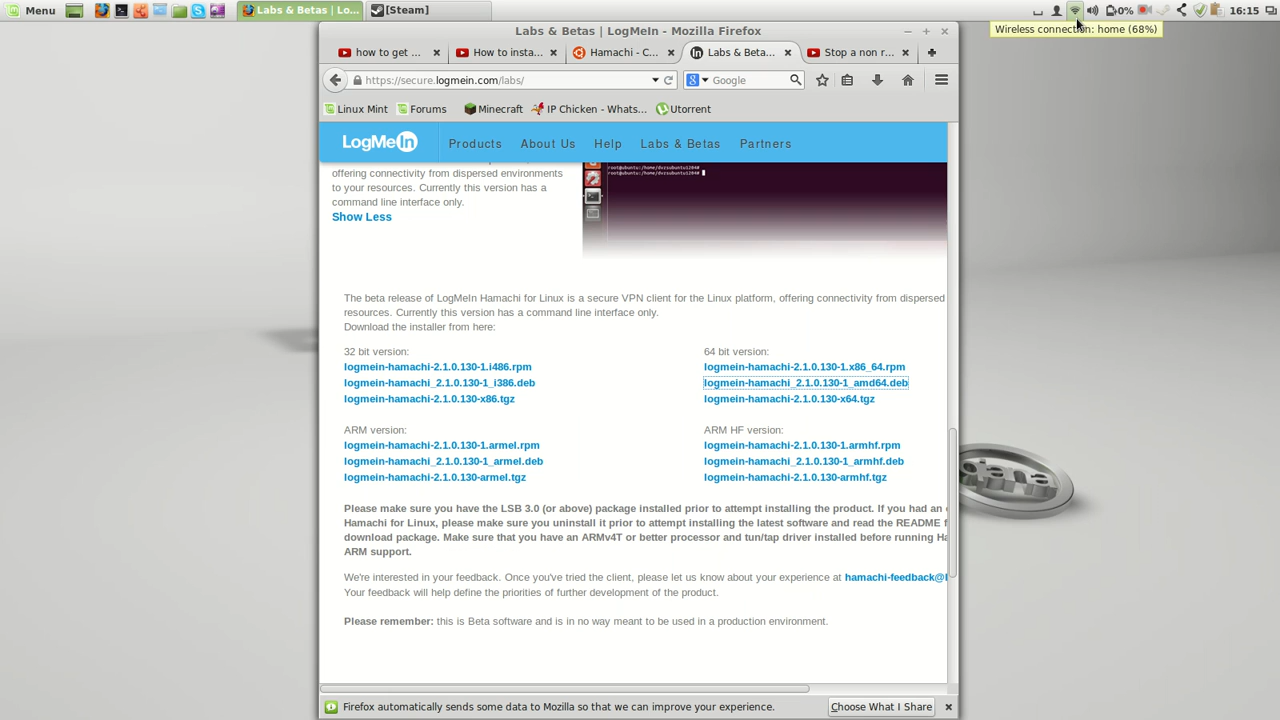 Menu
Labs & Betas | Lo...
[Steam]
0%
16:15
Wireless connection: home (68%)
Labs & Betas | LogMeIn - Mozilla Firefox
how to get ...
How to insta...
Hamachi - C...
Labs & Beta...
Stop a non r...
https://secure.logmein.com/labs/
Google
Linux Mint
Forums
Minecraft
IP Chicken - Whats...
Utorrent
LogMeIn
Products
About Us
Help
Labs & Betas
Partners
offering connectivity from dispersed environments
to your resources. Currently this version has a
command line interface only.
Show Less
root@ubuntu:/home/dvzsubuntu1204#
root@ubuntu:/home/dvzsubuntu1204#
The beta release of LogMeIn Hamachi for Linux is a secure VPN client for the Linux platform, offering connectivity from dispersed
resources. Currently this version has a command line interface only.
Download the installer from here:
32 bit version:
logmein-hamachi-2.1.0.130-1.i486.rpm
logmein-hamachi_2.1.0.130-1_i386.deb
logmein-hamachi-2.1.0.130-x86.tgz
64 bit version:
logmein-hamachi-2.1.0.130-1.x86_64.rpm
logmein-hamachi_2.1.0.130-1_amd64.deb
logmein-hamachi-2.1.0.130-x64.tgz
ARM version:
logmein-hamachi-2.1.0.130-1.armel.rpm
logmein-hamachi_2.1.0.130-1_armel.deb
logmein-hamachi-2.1.0.130-armel.tgz
ARM HF version:
logmein-hamachi-2.1.0.130-1.armhf.rpm
logmein-hamachi_2.1.0.130-1_armhf.deb
logmein-hamachi-2.1.0.130-armhf.tgz
Please make sure you have the LSB 3.0 (or above) package installed prior to attempt installing the product. If you had an
Hamachi for Linux, please make sure you uninstall it prior to attempt installing the latest software and read the README
download package. Make sure that you have an ARMv4T or better processor and tun/tap driver installed before running
ARM support.
We're interested in your feedback. Once you've tried the client, please let us know about your experience at hamachi-feedback@
Your feedback will help define the priorities of further development of the product.
Please remember: this is Beta software and is in no way meant to be used in a production environment.
Firefox automatically sends some data to Mozilla so that we can improve your experience.
Choose What I Share